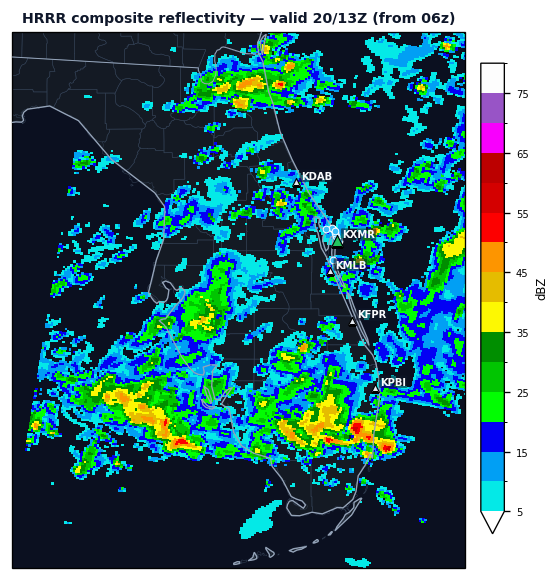 HRRR composite reflectivity — valid 20/13Z (from 06z)
KDAB
KXMR
KMLB
KFPR
KPBI
75
65
55
45
35
25
15
5
dBZ